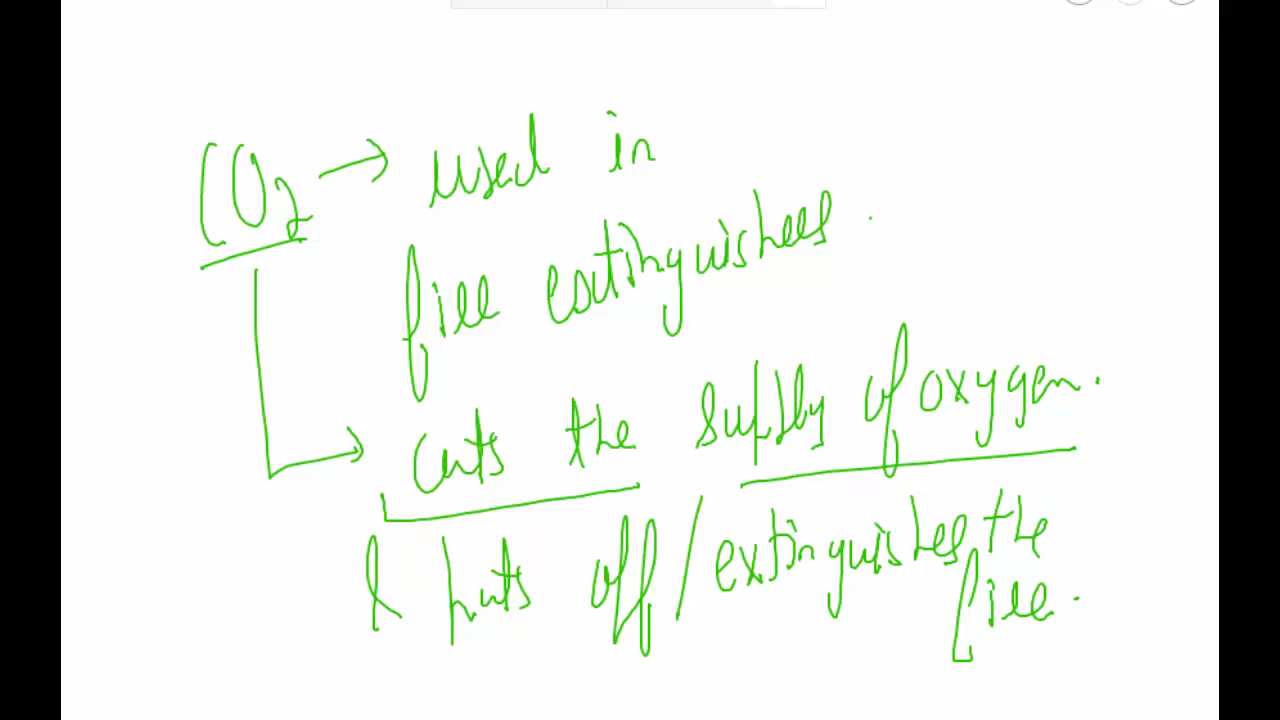 CO2 → used in
fire extinguishers.
→ cuts the supply of oxygen.
& puts off / extinguishes the
fire.